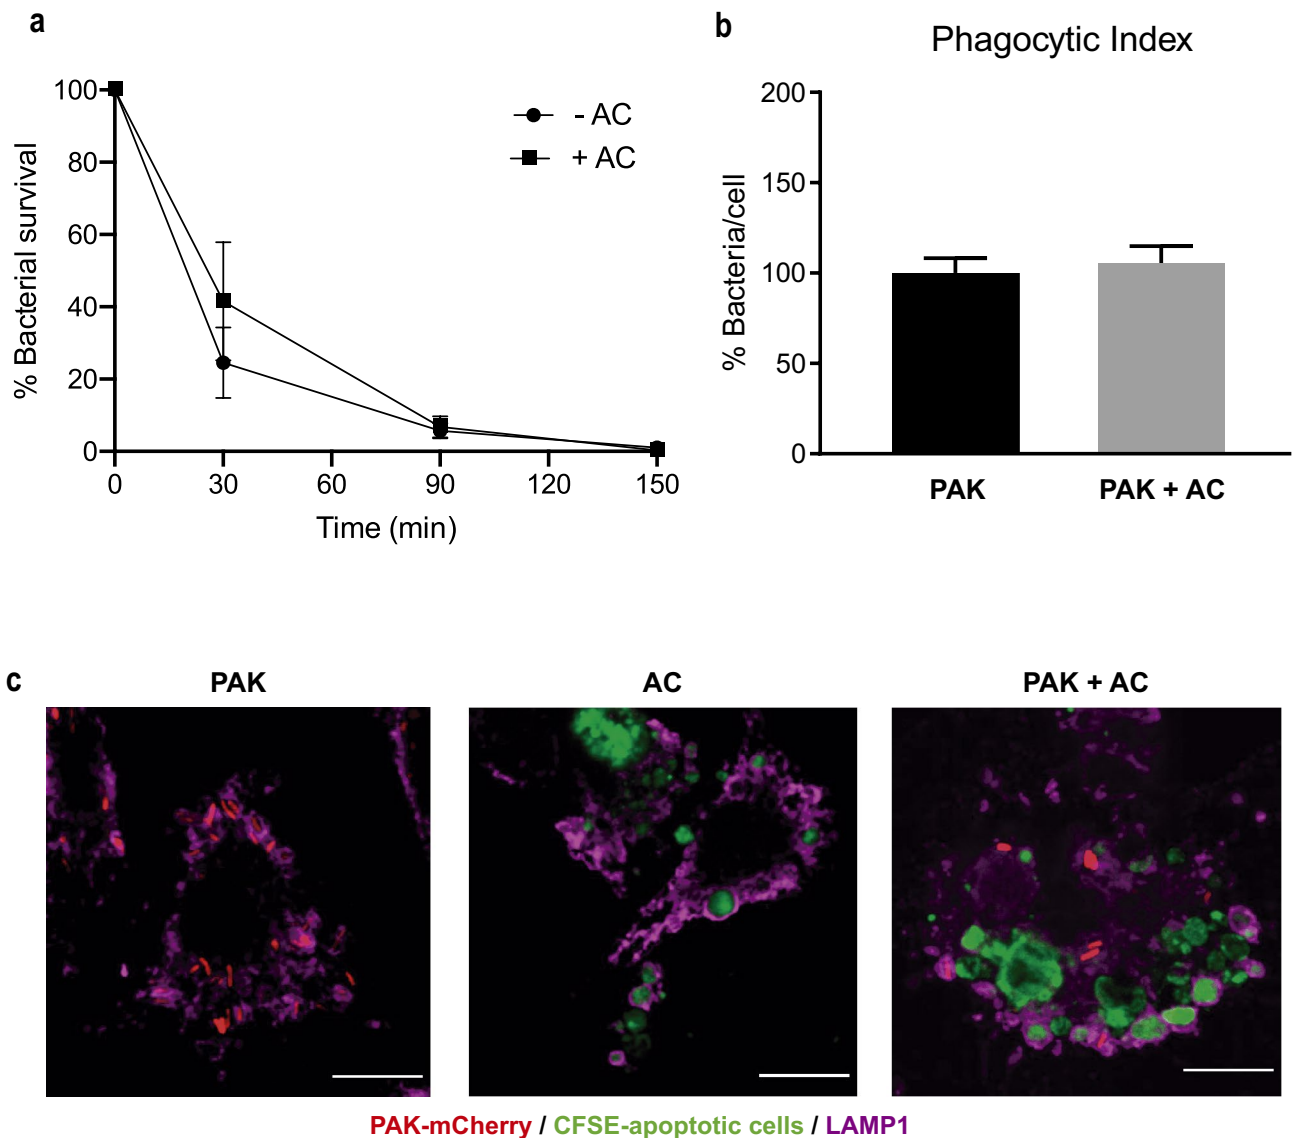 a
100
80
60
40
20
0
% Bacterial survival
0 30 60 90 120 150
Time (min)
- AC
+ AC
b
Phagocytic Index
200
150
100
50
0
% Bacteria/cell
PAK PAK + AC
c
PAK AC PAK + AC
PAK-mCherry / CFSE-apoptotic cells / LAMP1